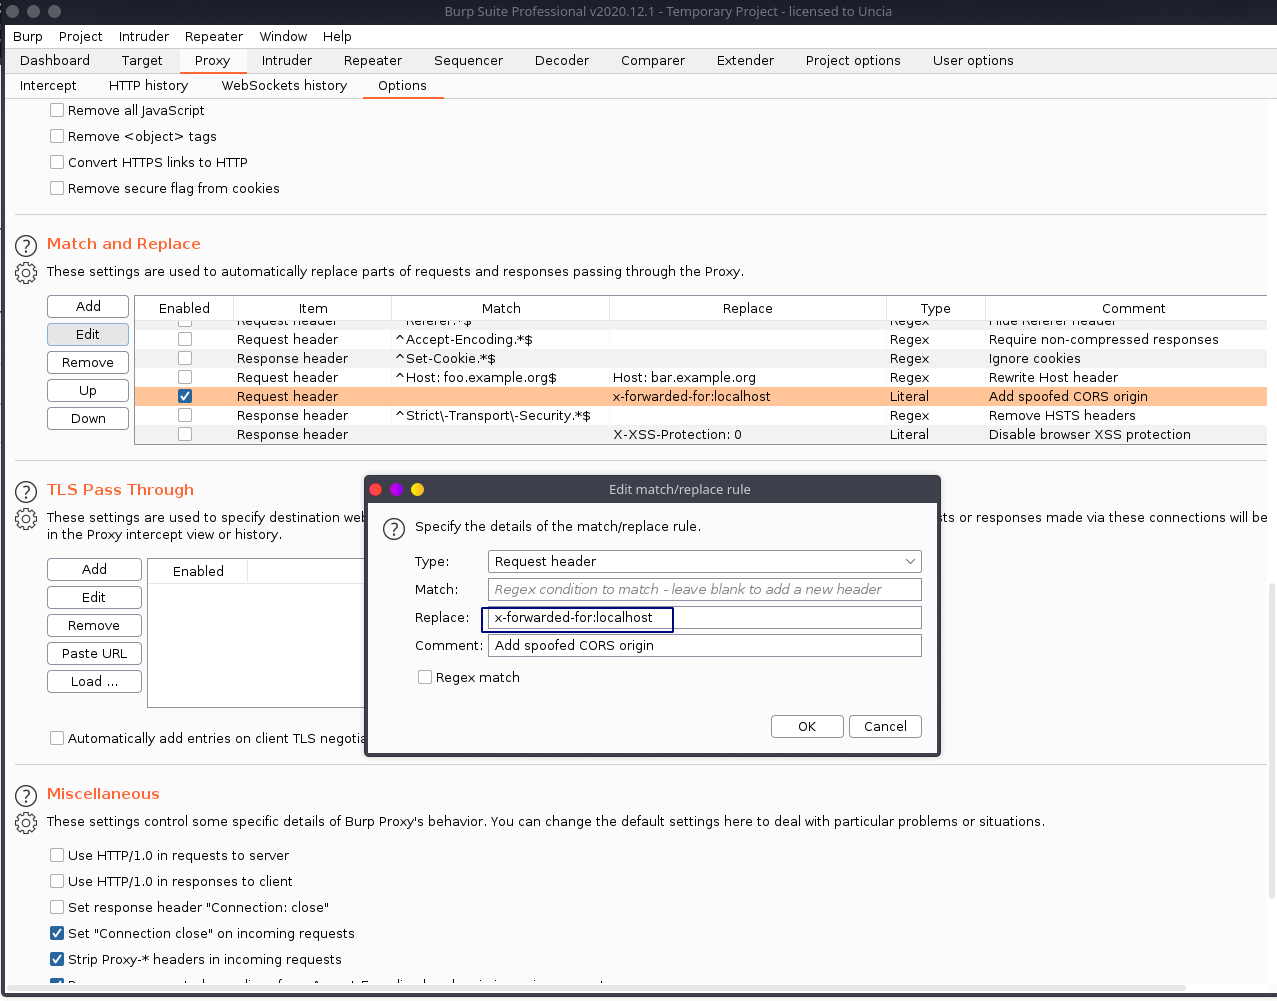 Burp Suite Professional v2020.12.1 - Temporary Project - licensed to Uncia
Burp Project Intruder Repeater Window Help
Dashboard Target Proxy Intruder Repeater Sequencer Decoder Comparer Extender Project options User options
Intercept HTTP history WebSockets history Options
Remove all JavaScript
Remove <object> tags
Convert HTTPS links to HTTP
Remove secure flag from cookies
? Match and Replace
These settings are used to automatically replace parts of requests and responses passing through the Proxy.
Add
Edit
Remove
Up
Down
Enabled Item Match Replace Type Comment
Request header ^Referer.*$ Regex Hide Referer header
Request header ^Accept-Encoding.*$ Regex Require non-compressed responses
Response header ^Set-Cookie.*$ Regex Ignore cookies
Request header ^Host: foo.example.org$ Host: bar.example.org Regex Rewrite Host header
Request header x-forwarded-for:localhost Literal Add spoofed CORS origin
Response header ^Strict\-Transport\-Security.*$ Regex Remove HSTS headers
Response header X-XSS-Protection: 0 Literal Disable browser XSS protection
? TLS Pass Through
These settings are used to specify destination web
ts or responses made via these connections will be
in the Proxy intercept view or history.
Add
Edit
Remove
Paste URL
Load ...
Enabled
Automatically add entries on client TLS negotia
Edit match/replace rule
? Specify the details of the match/replace rule.
Type: Request header
Match: Regex condition to match - leave blank to add a new header
Replace: x-forwarded-for:localhost
Comment: Add spoofed CORS origin
Regex match
OK Cancel
? Miscellaneous
These settings control some specific details of Burp Proxy's behavior. You can change the default settings here to deal with particular problems or situations.
Use HTTP/1.0 in requests to server
Use HTTP/1.0 in responses to client
Set response header "Connection: close"
Set "Connection close" on incoming requests
Strip Proxy-* headers in incoming requests